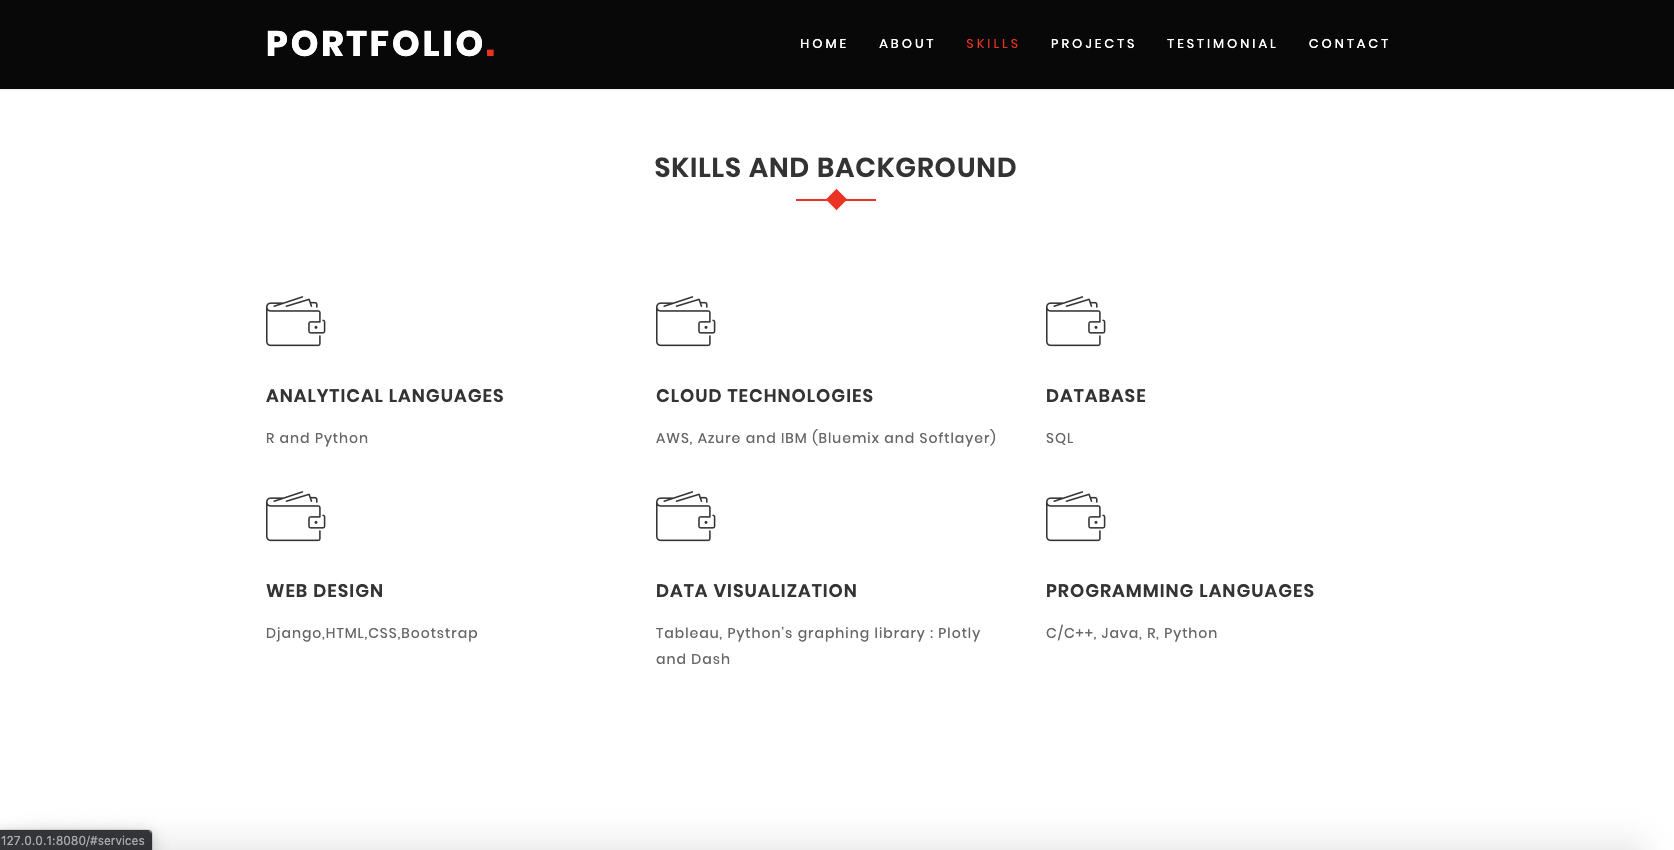 PORTFOLIO.
HOME ABOUT SKILLS PROJECTS TESTIMONIAL CONTACT
SKILLS AND BACKGROUND
ANALYTICAL LANGUAGES
R and Python
CLOUD TECHNOLOGIES
AWS, Azure and IBM (Bluemix and Softlayer)
DATABASE
SQL
WEB DESIGN
Django,HTML,CSS,Bootstrap
DATA VISUALIZATION
Tableau, Python's graphing library : Plotly
and Dash
PROGRAMMING LANGUAGES
C/C++, Java, R, Python
127.0.0.1:8080/#services